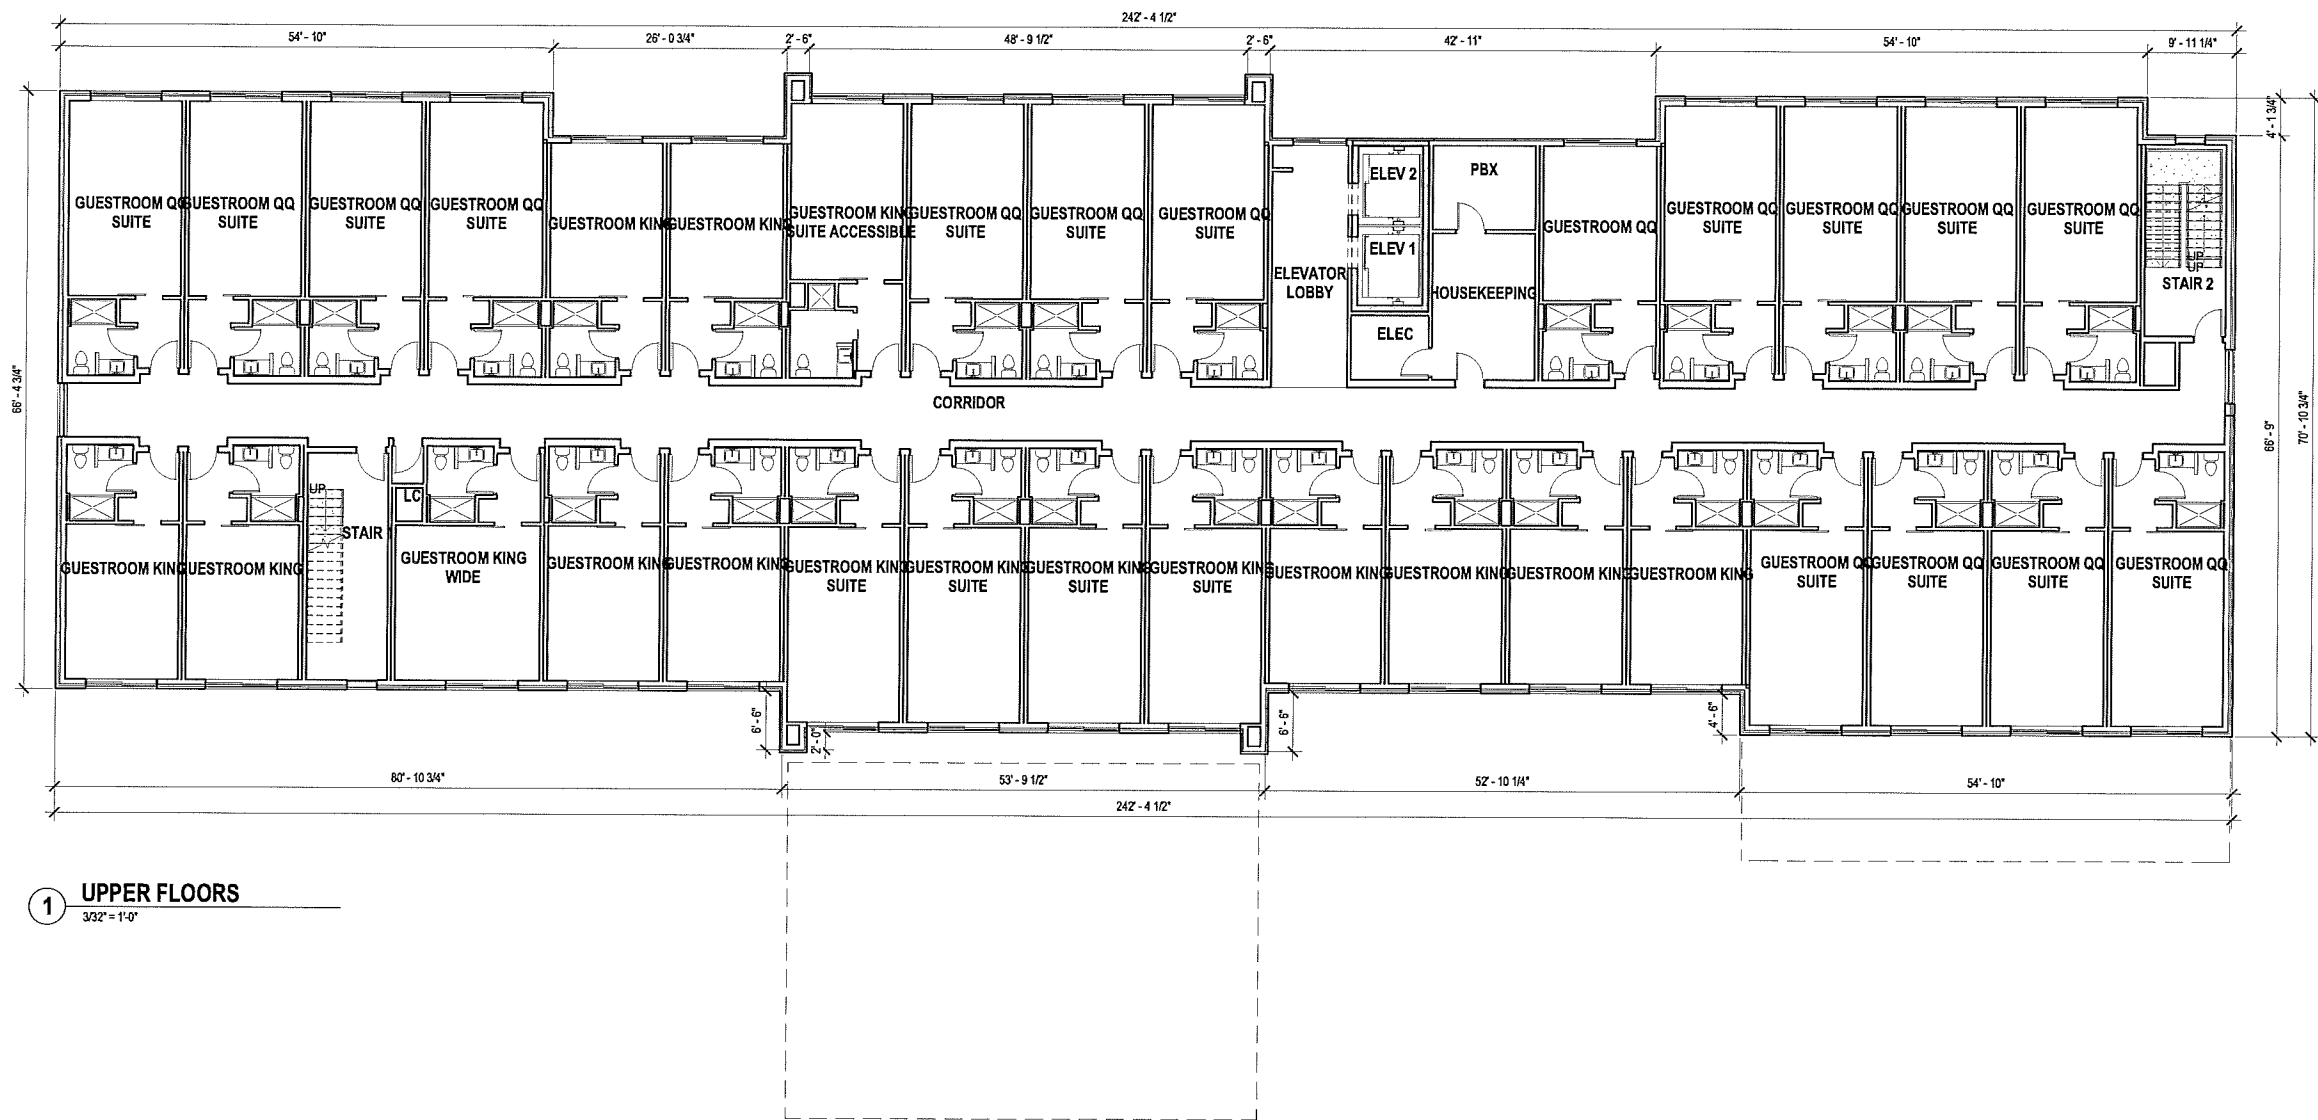 242' - 4 1/2"
54' - 10"
26' - 0 3/4"
2' - 6"
48' - 9 1/2"
2' - 6"
42' - 11"
54' - 10"
9' - 11 1/4"
66' - 4 3/4"
4' - 1 3/4"
66' - 9"
70' - 10 3/4"
GUESTROOM QQ
SUITE
GUESTROOM QQ
SUITE
GUESTROOM QQ
SUITE
GUESTROOM QQ
SUITE
GUESTROOM KING
GUESTROOM KING
GUESTROOM KING
SUITE ACCESSIBLE
GUESTROOM QQ
SUITE
GUESTROOM QQ
SUITE
GUESTROOM QQ
SUITE
ELEVATOR
LOBBY
ELEV 2
ELEV 1
ELEC
PBX
HOUSEKEEPING
GUESTROOM QQ
GUESTROOM QQ
SUITE
GUESTROOM QQ
SUITE
GUESTROOM QQ
SUITE
GUESTROOM QQ
SUITE
UP
UP
STAIR 2
CORRIDOR
GUESTROOM KING
GUESTROOM KING
UP
STAIR 1
LC
GUESTROOM KING
WIDE
GUESTROOM KING
GUESTROOM KING
GUESTROOM KING
SUITE
GUESTROOM KING
SUITE
GUESTROOM KING
SUITE
GUESTROOM KING
SUITE
GUESTROOM KING
GUESTROOM KING
GUESTROOM KING
GUESTROOM KING
GUESTROOM QQ
SUITE
GUESTROOM QQ
SUITE
GUESTROOM QQ
SUITE
GUESTROOM QQ
SUITE
6' - 6"
2' - 0"
6' - 6"
4' - 6"
80' - 10 3/4"
53' - 9 1/2"
52' - 10 1/4"
54' - 10"
242' - 4 1/2"
1
UPPER FLOORS
3/32" = 1'-0"